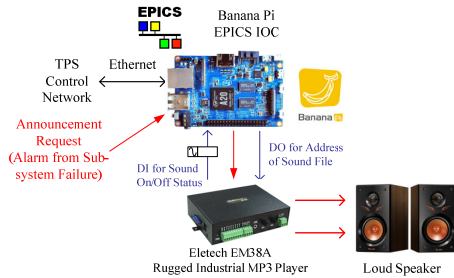 EPICS
Banana Pi
EPICS IOC
TPS
Control
Network
Ethernet
A20
Banana Pi
Announcement
Request
(Alarm from Sub-
system Failure)
DI for Sound
On/Off Status
DO for Address
of Sound File
Eletech EM38A
Rugged Industrial MP3 Player
Loud Speaker